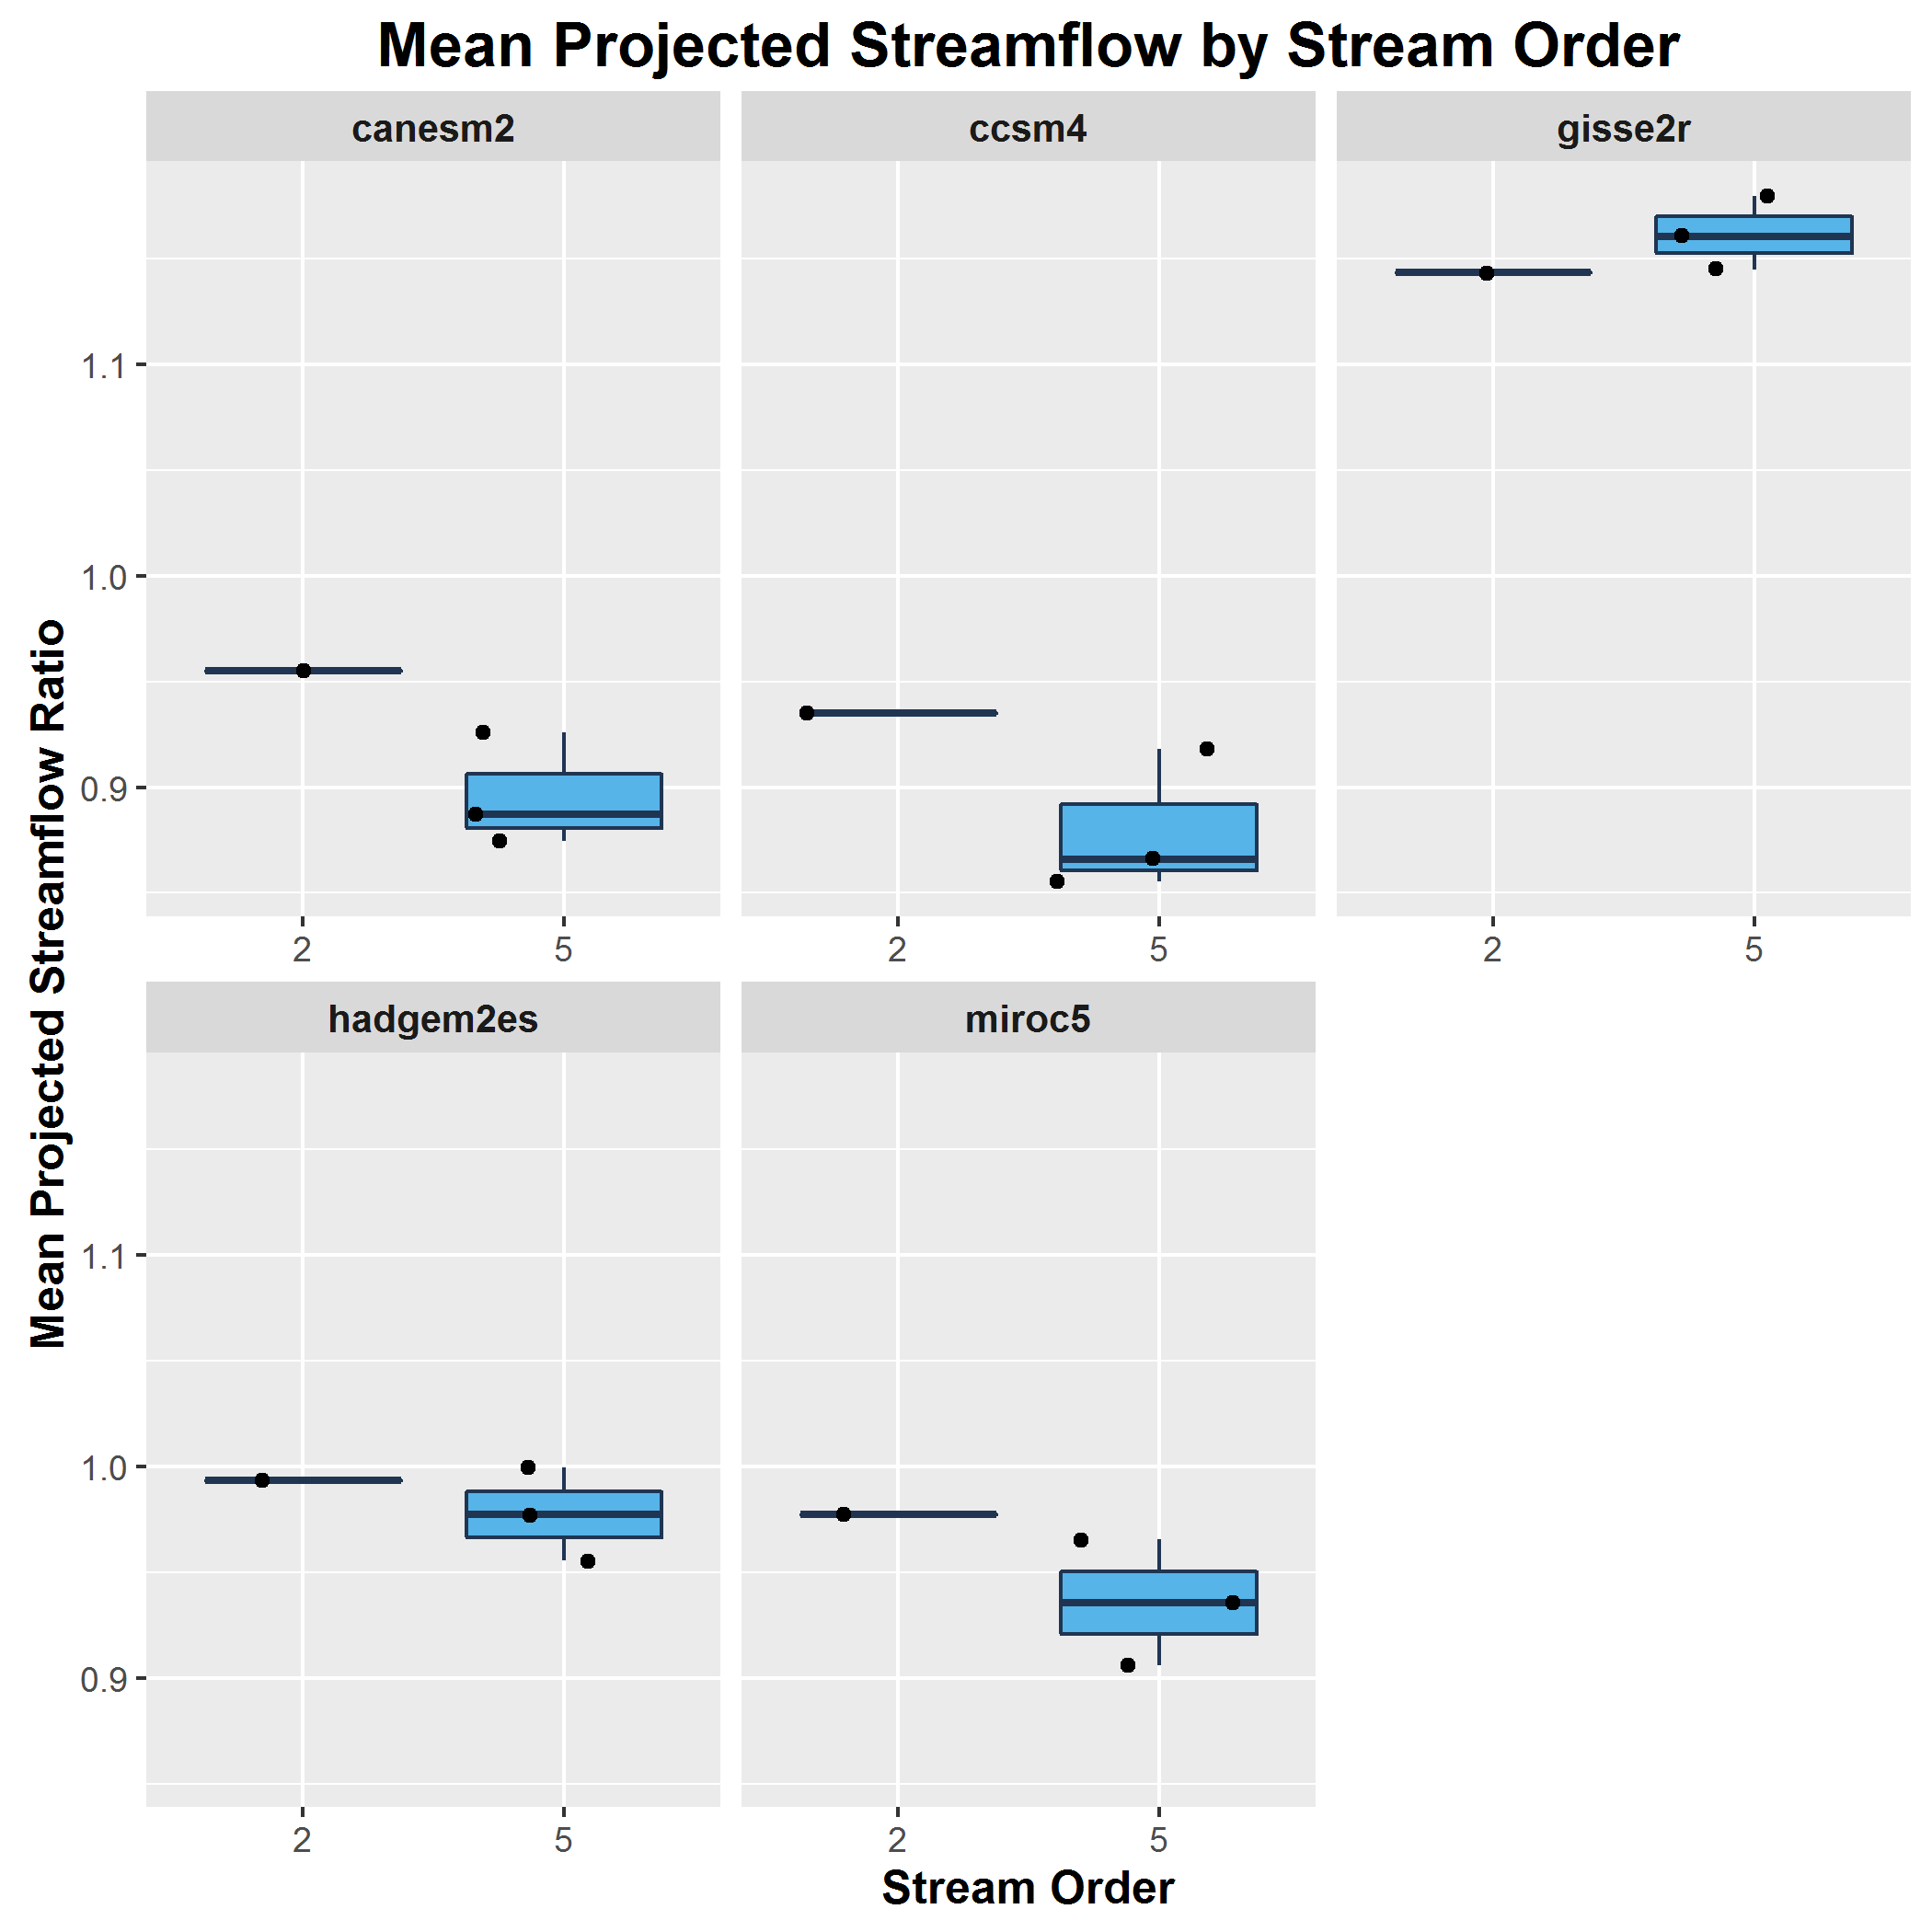 Mean Projected Streamflow by Stream Order
canesm2 ccsm4 gisse2r
1.1
1.0
0.9
2 5 2 5 2 5
Mean Projected Streamflow Ratio
hadgem2es miroc5
1.1
1.0
0.9
2 5 2 5
Stream Order